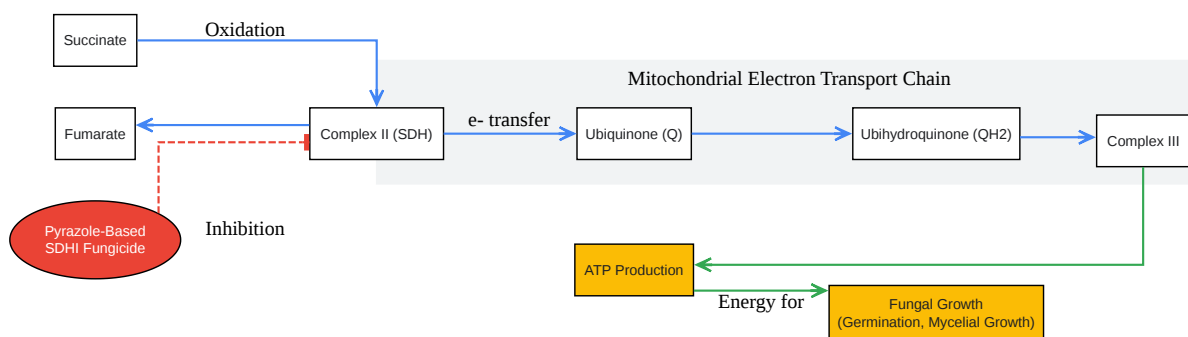 Succinate
Oxidation
Mitochondrial Electron Transport Chain
Fumarate
Complex II (SDH)
e- transfer
Ubiquinone (Q)
Ubihydroquinone (QH2)
Complex III
Pyrazole-Based
SDHI Fungicide
Inhibition
ATP Production
Energy for
Fungal Growth
(Germination, Mycelial Growth)